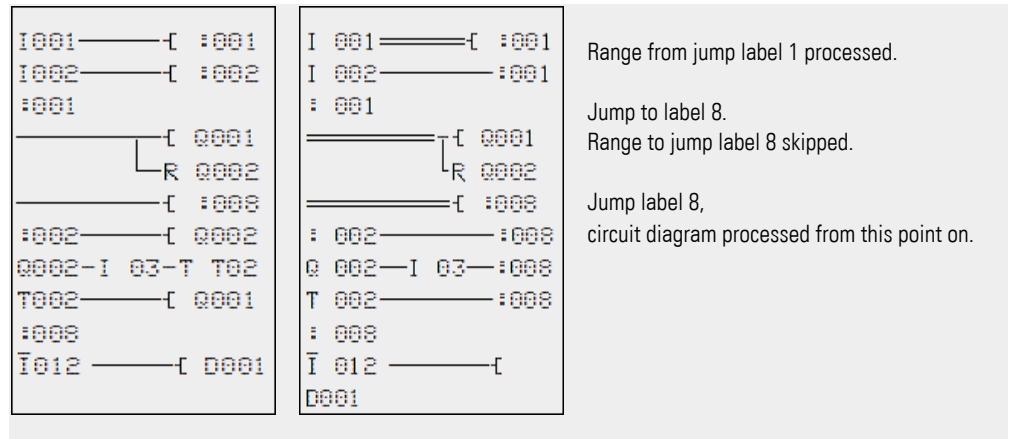 I001-[ :001
I002-[ :002
:001
-[ Q001
R Q002
-[ :008
:002-[ Q002
Q002-I 03-T T02
T002-[ Q001
:008
Ī012 -[ D001
I 001=[ :001
I 002-:001
: 001
=[ Q001
R Q002
=[ :008
: 002-:008
Q 002-I 03-:008
T 002-:008
: 008
Ī 012 -[
D001
Range from jump label 1 processed.
Jump to label 8.
Range to jump label 8 skipped.
Jump label 8,
circuit diagram processed from this point on.